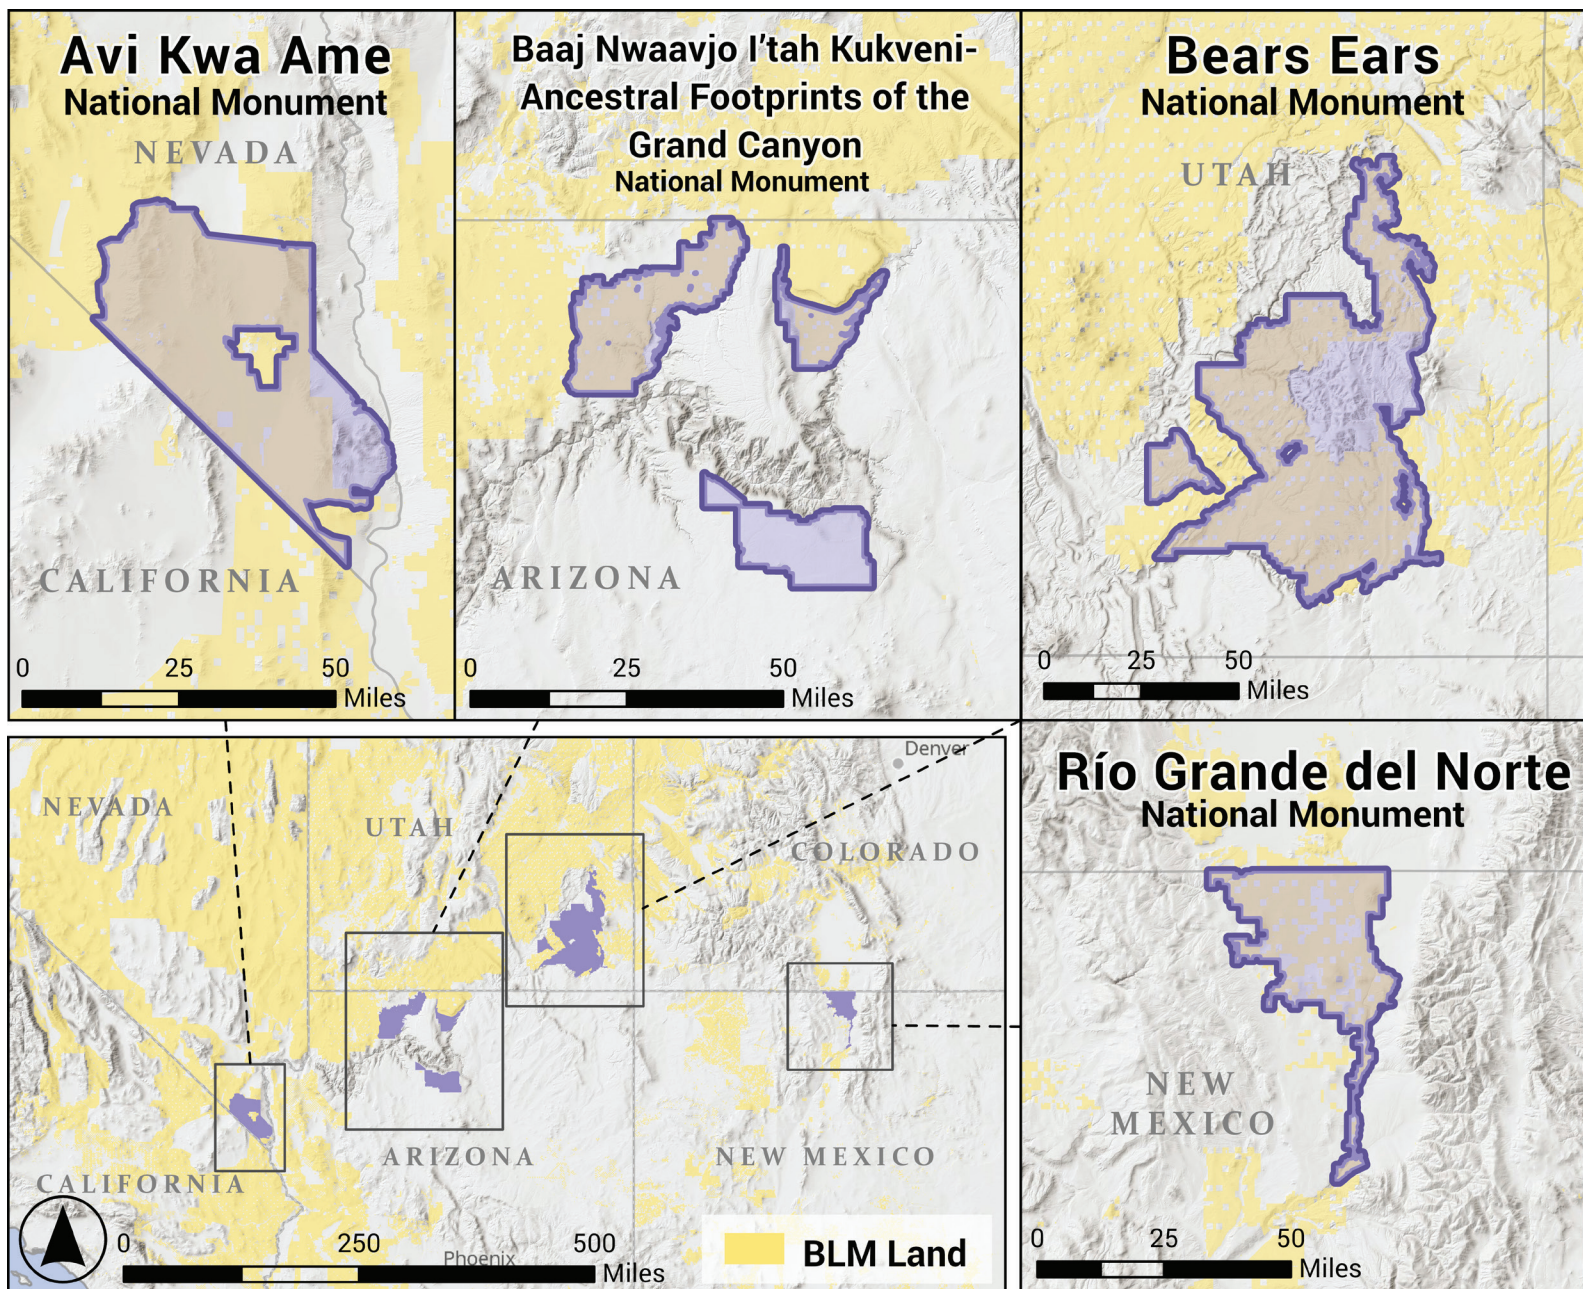 Avi Kwa Ame
National Monument
NEVADA
CALIFORNIA
0 25 50
Miles
Baaj Nwaavjo I'tah Kukveni-
Ancestral Footprints of the
Grand Canyon
National Monument
ARIZONA
0 25 50
Miles
Bears Ears
National Monument
UTAH
0 25 50
Miles
Denver
NEVADA
UTAH
COLORADO
ARIZONA
NEW MEXICO
CALIFORNIA
Phoenix
0 250 500
Miles
BLM Land
Río Grande del Norte
National Monument
NEW
MEXICO
0 25 50
Miles